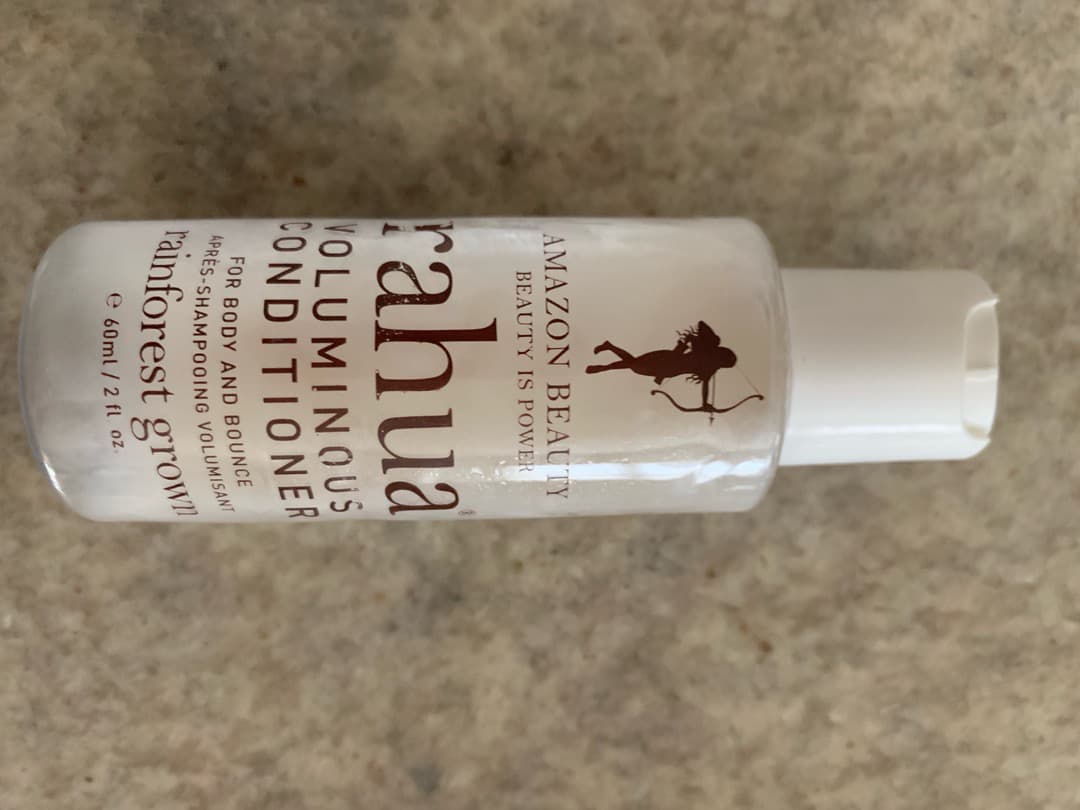 AMAZON BEAUTY
BEAUTY IS POWER
rahua®
VOLUMINOUS
CONDITIONER
FOR BODY AND BOUNCE
APRÈS-SHAMPOOING VOLUMISANT
rainforest grown
℮ 60ml / 2 fl oz.